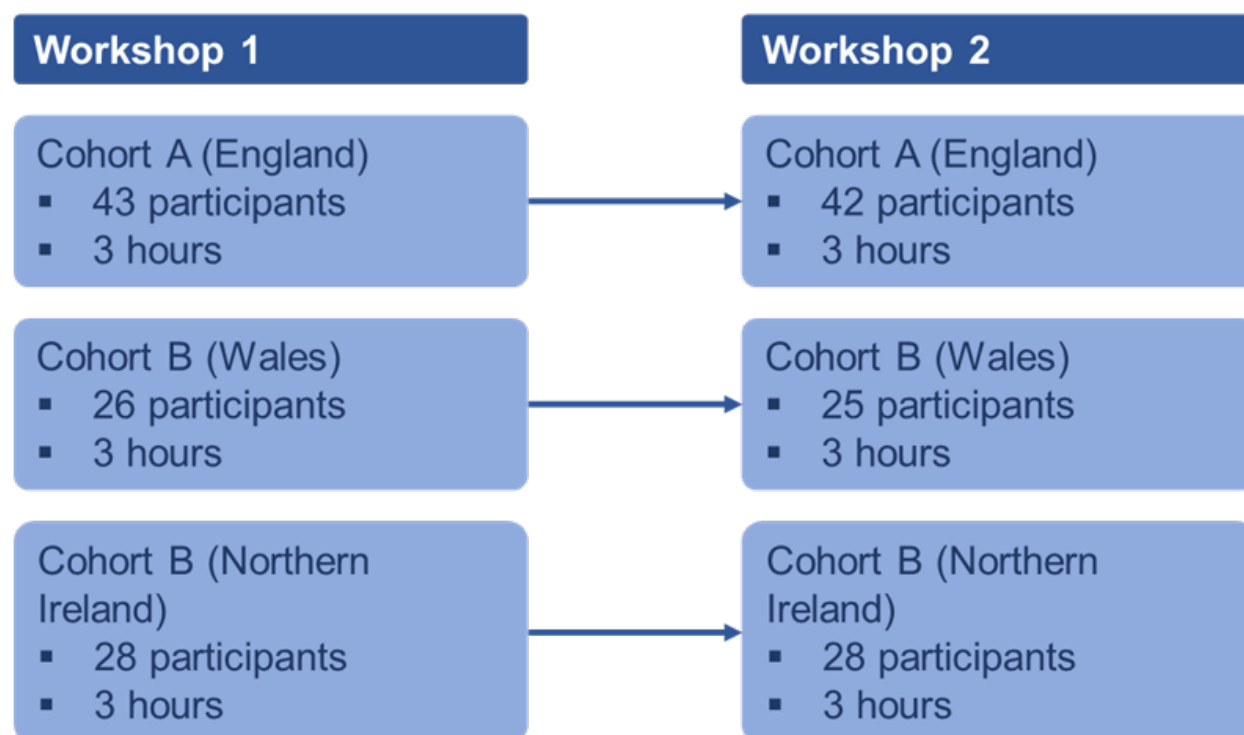 Workshop 1
Cohort A (England)
▪ 43 participants
▪ 3 hours
Cohort B (Wales)
▪ 26 participants
▪ 3 hours
Cohort B (Northern
Ireland)
▪ 28 participants
▪ 3 hours
Workshop 2
Cohort A (England)
▪ 42 participants
▪ 3 hours
Cohort B (Wales)
▪ 25 participants
▪ 3 hours
Cohort B (Northern
Ireland)
▪ 28 participants
▪ 3 hours